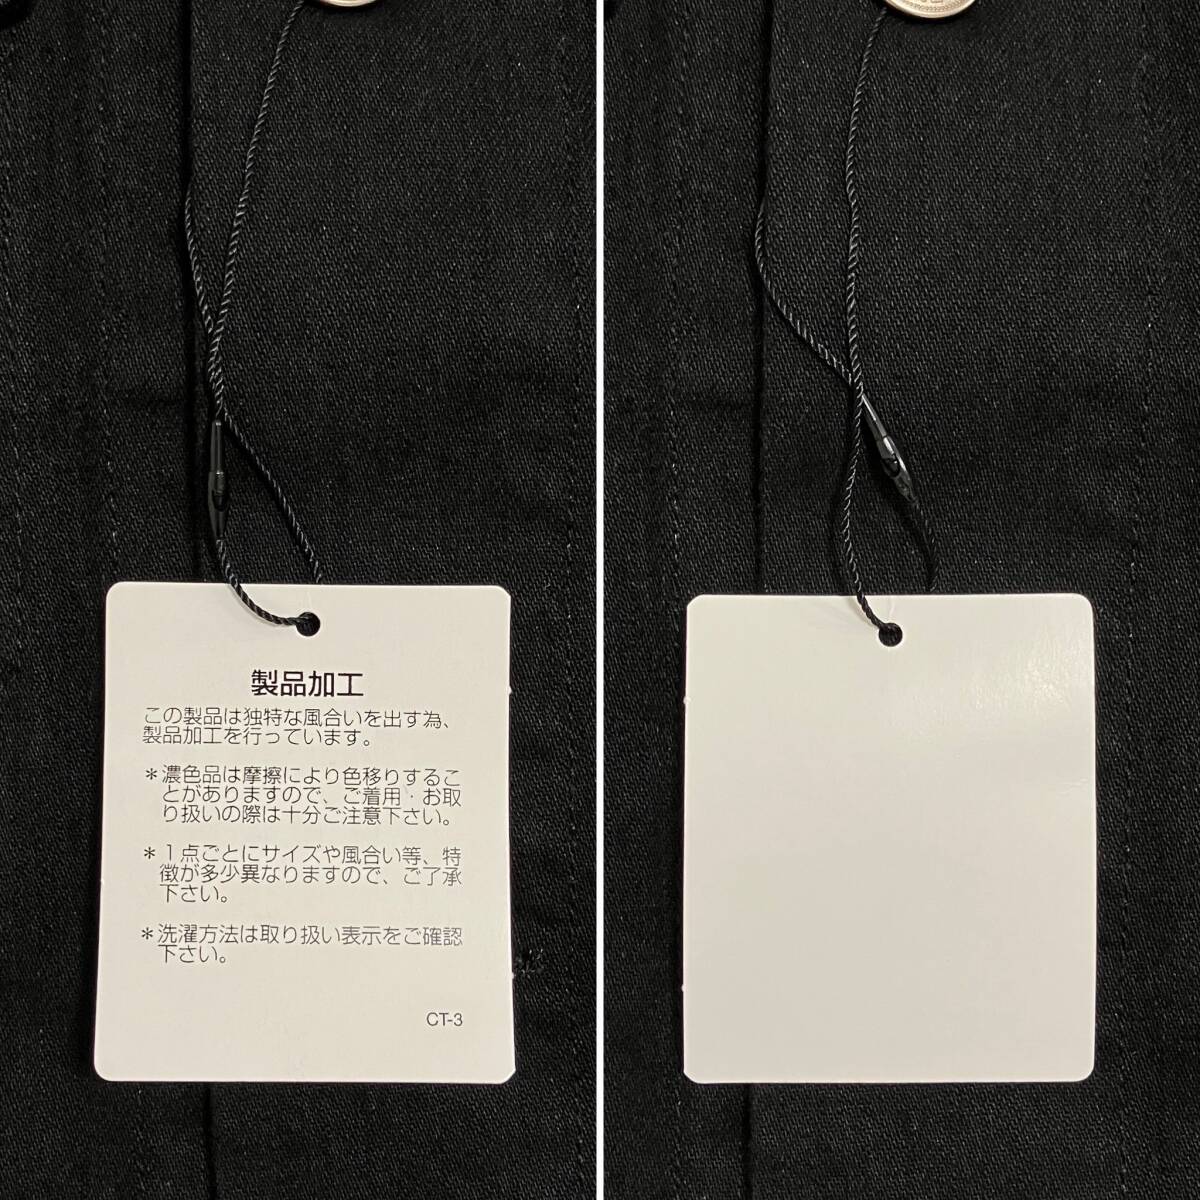 製品加工
この製品は独特な風合いを出す為、
製品加工を行っています。
＊濃色品は摩擦により色移りするこ
とがありますので、ご着用・お取
り扱いの際は十分ご注意下さい。
＊１点ごとにサイズや風合い等、特
徴が多少異なりますので、ご了承
下さい。
＊洗濯方法は取り扱い表示をご確認
下さい。
CT-3